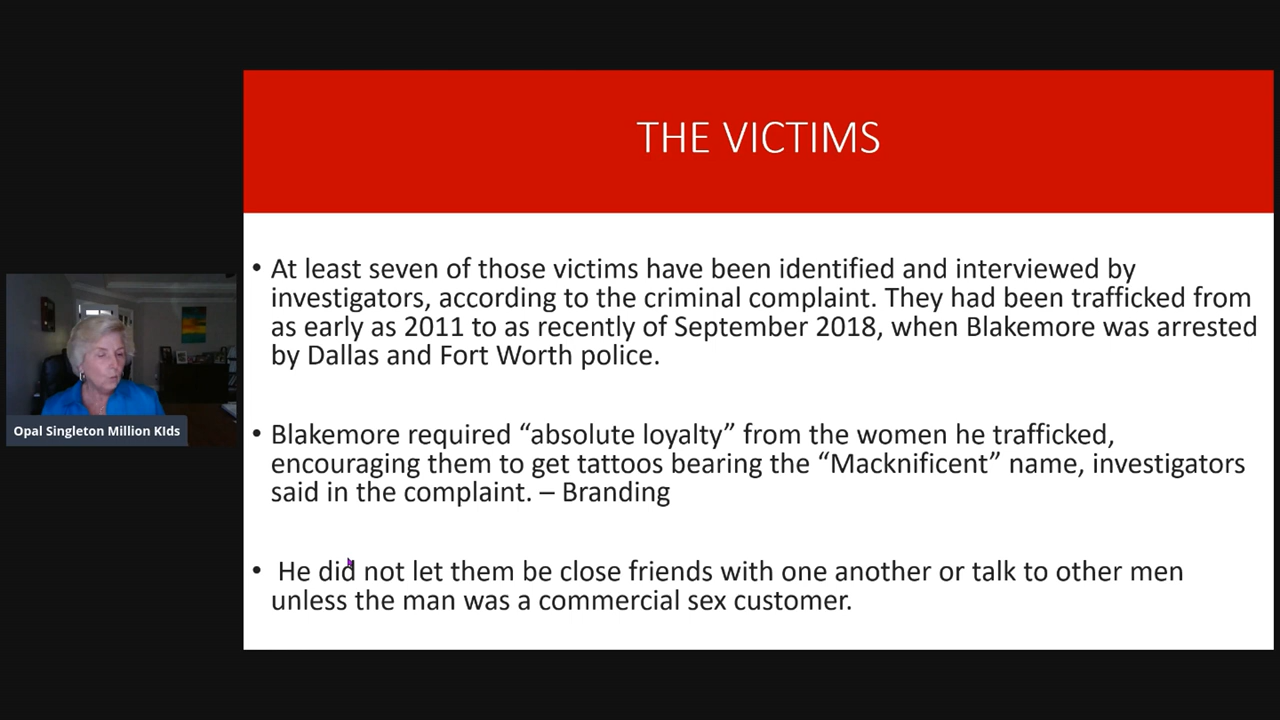 THE VICTIMS
• At least seven of those victims have been identified and interviewed by
investigators, according to the criminal complaint. They had been trafficked from
as early as 2011 to as recently of September 2018, when Blakemore was arrested
by Dallas and Fort Worth police.
• Blakemore required “absolute loyalty” from the women he trafficked,
encouraging them to get tattoos bearing the “Macknificent” name, investigators
said in the complaint. – Branding
• He did not let them be close friends with one another or talk to other men
unless the man was a commercial sex customer.
Opal Singleton Million KIds